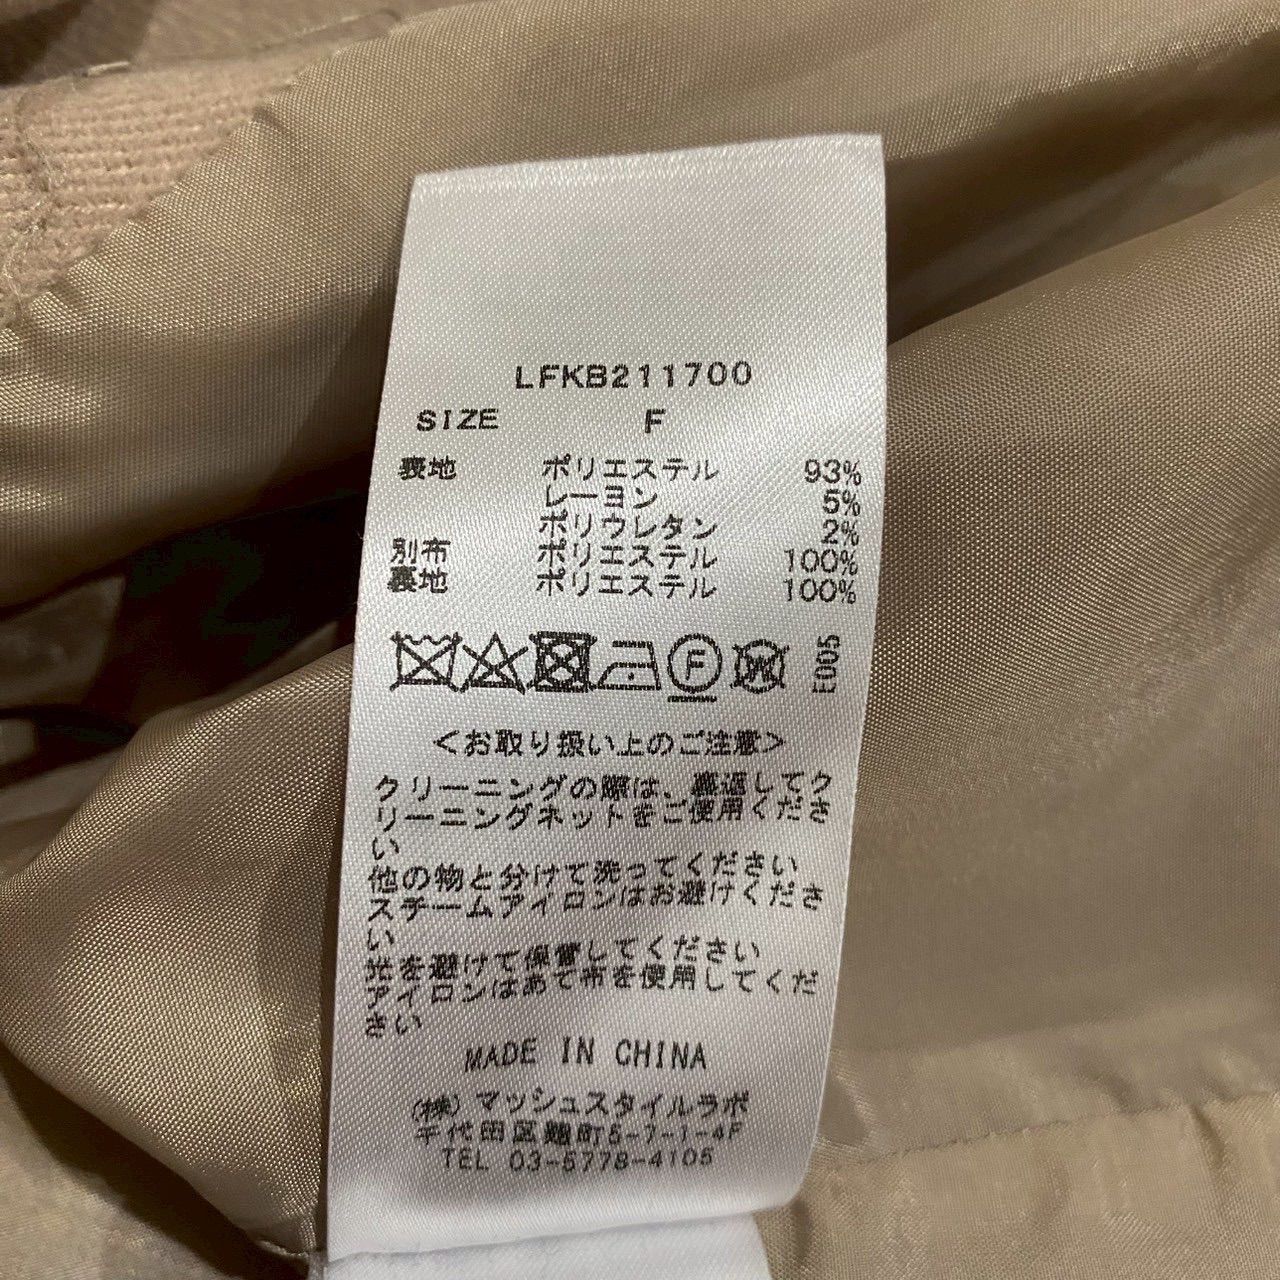 LFKB211700
SIZE F
表地 ポリエステル 93%
レーヨン 5%
ポリウレタン 2%
別布 ポリエステル 100%
裏地 ポリエステル 100%
F W E005
<お取り扱い上のご注意>
クリーニングの際は、裏返してク
リーニングネットをご使用くださ
い
他の物と分けて洗ってください
スチームアイロンはお避けくださ
い
光を避けて保管してください
アイロンはあて布を使用してくだ
さい
MADE IN CHINA
(株)マッシュスタイルラボ
千代田区麹町5-7-1-4F
TEL 03-5778-4105